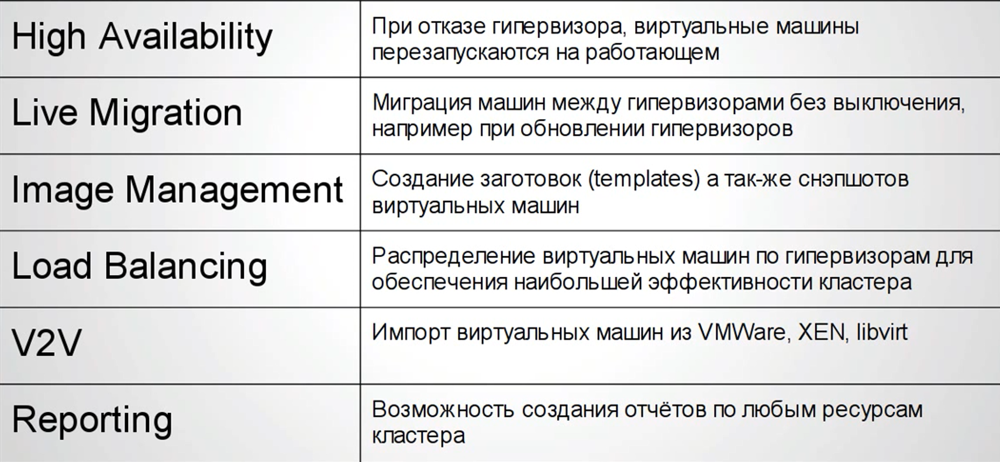 High Availability
При отказе гипервизора, виртуальные машины
перезапускаются на работающем
Live Migration
Миграция машин между гипервизорами без выключения,
например при обновлении гипервизоров
Image Management
Создание заготовок (templates) а так-же снэпшотов
виртуальных машин
Load Balancing
Распределение виртуальных машин по гипервизорам для
обеспечения наибольшей эффективности кластера
V2V
Импорт виртуальных машин из VMWare, XEN, libvirt
Reporting
Возможность создания отчётов по любым ресурсам
кластера